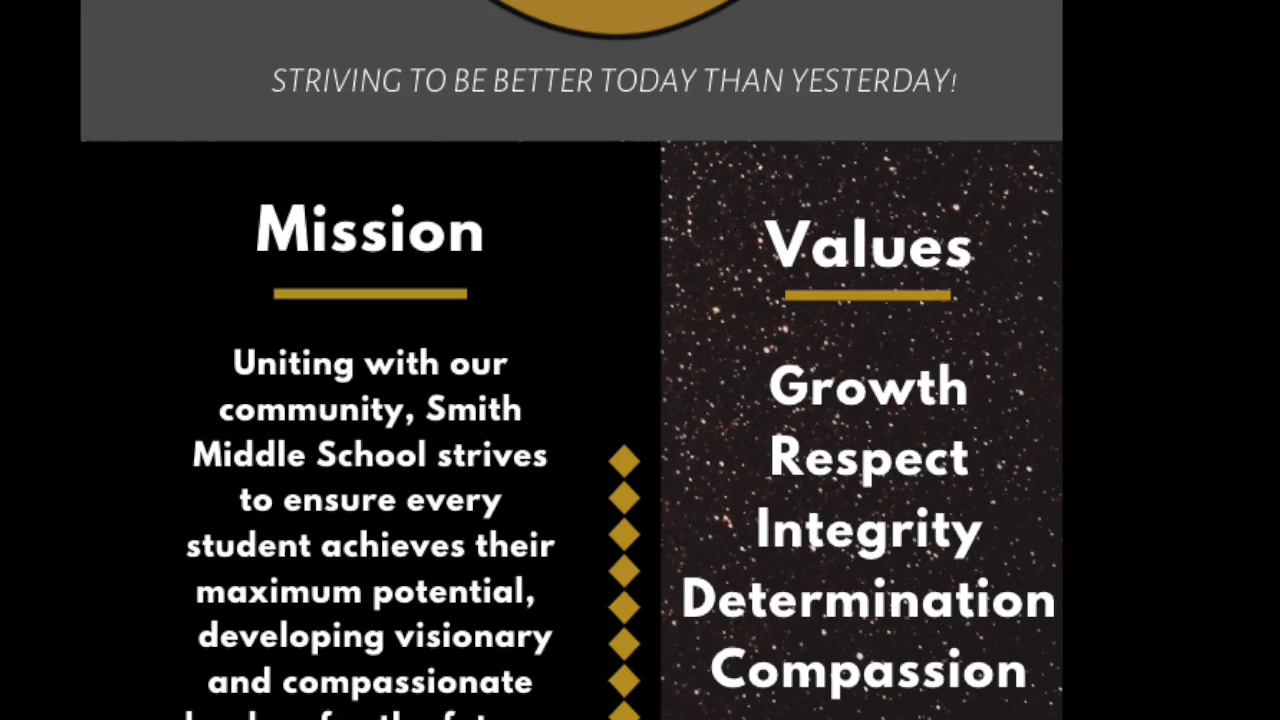 STRIVING TO BE BETTER TODAY THAN YESTERDAY!
Mission
Uniting with our
community, Smith
Middle School strives
to ensure every
student achieves their
maximum potential,
developing visionary
and compassionate
Values
Growth
Respect
Integrity
Determination
Compassion